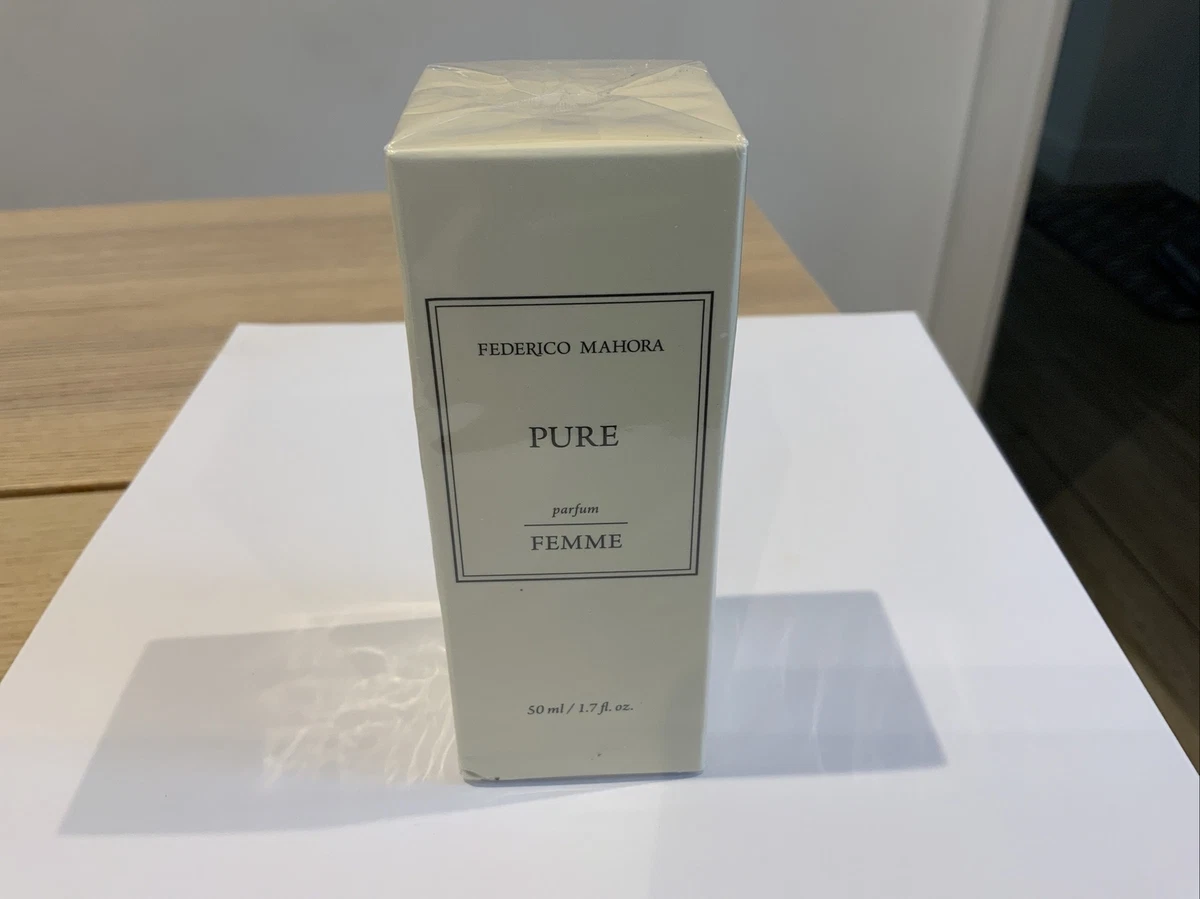 FEDERICO MAHORA
PURE
parfum
FEMME
50 ml / 1.7 fl. oz.